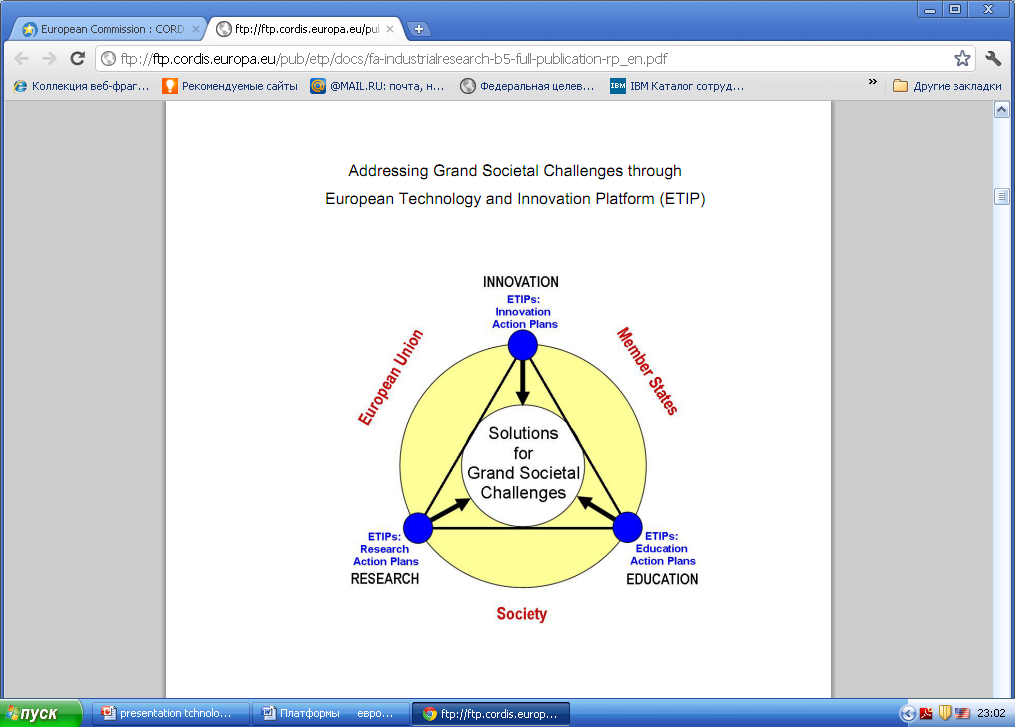 European Commission : CORD
ftp://ftp.cordis.europa.eu/pul
ftp://ftp.cordis.europa.eu/pub/etp/docs/fa-industrialresearch-b5-full-publication-rp_en.pdf
Коллекция веб-фраг...
Рекомендуемые сайты
@MAIL.RU: почта, н...
Федеральная целев...
IBM
IBM Каталог сотруд...
»
Другие закладки
Addressing Grand Societal Challenges through
European Technology and Innovation Platform (ETIP)
INNOVATION
ETIPs:
Innovation
Action Plans
European Union
Member States
Solutions
for
Grand Societal
Challenges
ETIPs:
Research
Action Plans
RESEARCH
ETIPs:
Education
Action Plans
EDUCATION
Society
пуск
presentation tchnolo...
Платформы евро...
ftp://ftp.cordis.europ...
23:02